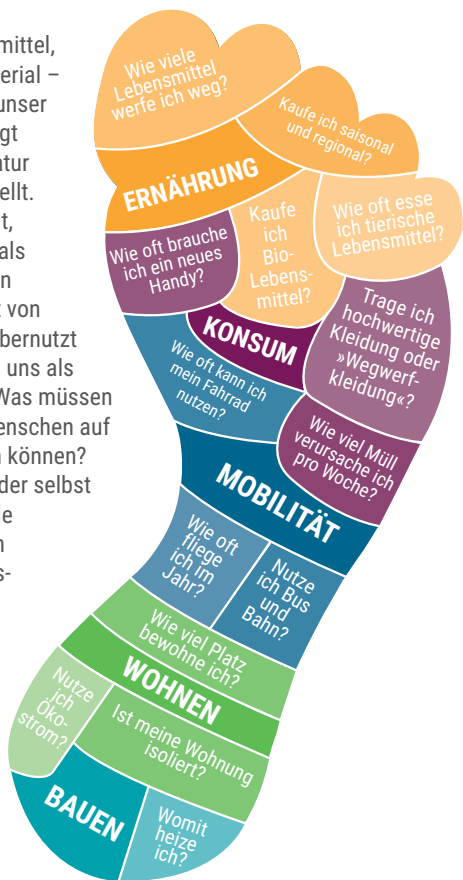 mittel,
erial –
unser
gt
atur
ellt.
t,
als
n
t von
bernutzt
uns als
Was müssen
enschen auf
n können?
der selbst
e
n
s-
Wie viele
Lebensmittel
werfe ich weg?
Kaufe ich saisonal
und regional?
ERNÄHRUNG
Wie oft esse
ich tierische
Lebensmittel?
Kaufe
ich
Bio-
Lebens-
mittel?
Wie oft brauche
ich ein neues
Handy?
KONSUM
Trage ich
hochwertige
Kleidung oder
»Wegwerf-
kleidung«?
Wie oft kann ich
mein Fahrrad
nutzen?
Wie viel Müll
verursache ich
pro Woche?
MOBILITÄT
Wie oft
fliege
ich im
Jahr?
Nutze
ich Bus
und
Bahn?
Wie viel Platz
bewohne ich?
WOHNEN
Nutze
ich
Öko-
strom?
Ist meine Wohnung
isoliert?
BAUEN
Womit
heize
ich?